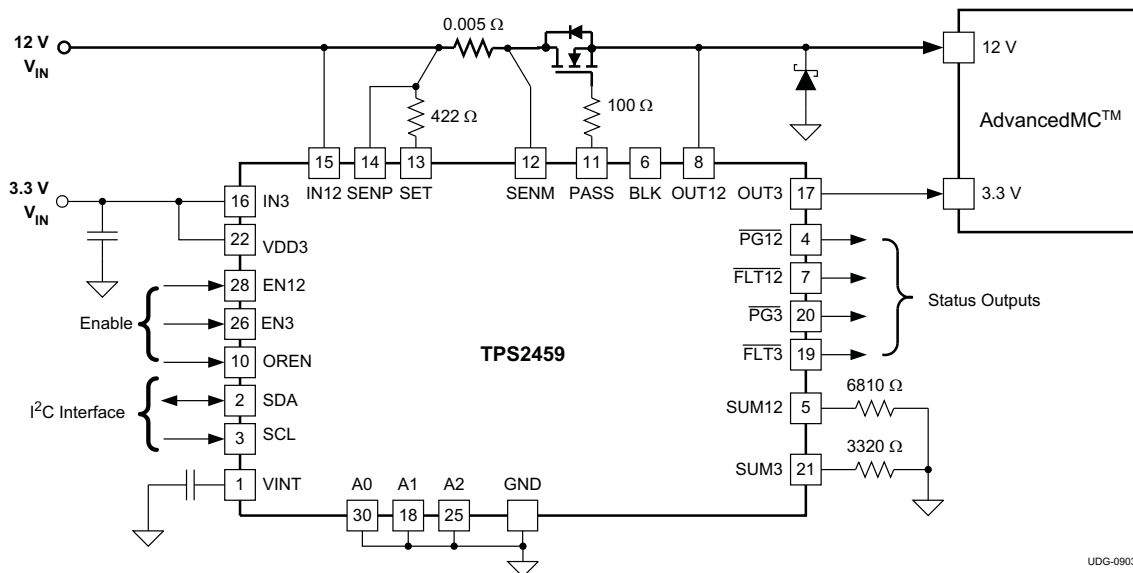 0.005 Ω
12 V
V_IN
12 V
422 Ω
100 Ω
AdvancedMC™
15 14 13 12 11 6 8
IN12 SENP SET SENM PASS BLK OUT12 OUT3 17 3.3 V
3.3 V
V_IN
16 IN3
22 VDD3
PG12 4
28 EN12
FLT12 7
Status Outputs
Enable
26 EN3
PG3 20
10 OREN
TPS2459
FLT3 19
I²C Interface
2 SDA
6810 Ω
SUM12 5
3 SCL
3320 Ω
1 VINT
SUM3 21
A0 A1 A2 GND
30 18 25